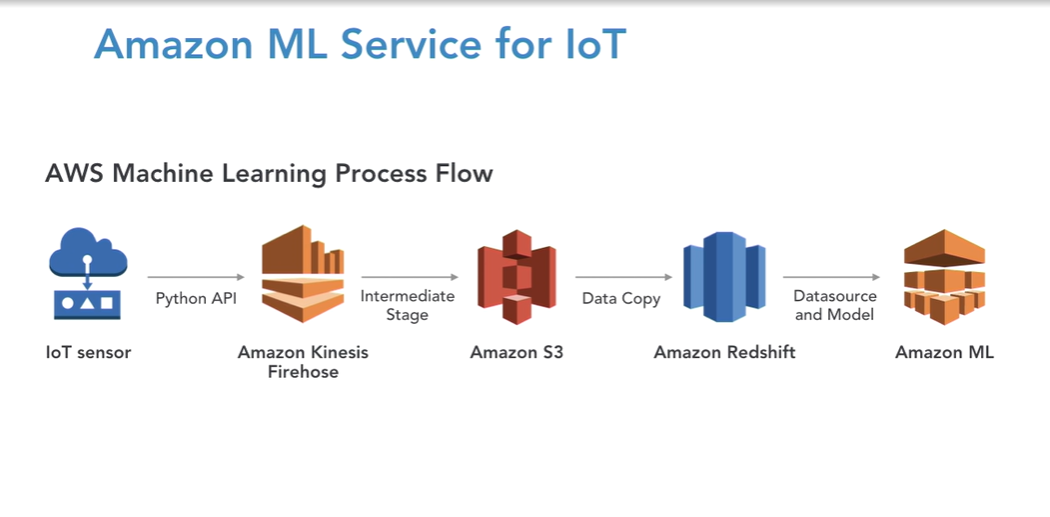 Amazon ML Service for IoT
AWS Machine Learning Process Flow
Python API
Intermediate
Stage
Data Copy
Datasource
and Model
IoT sensor
Amazon Kinesis
Firehose
Amazon S3
Amazon Redshift
Amazon ML